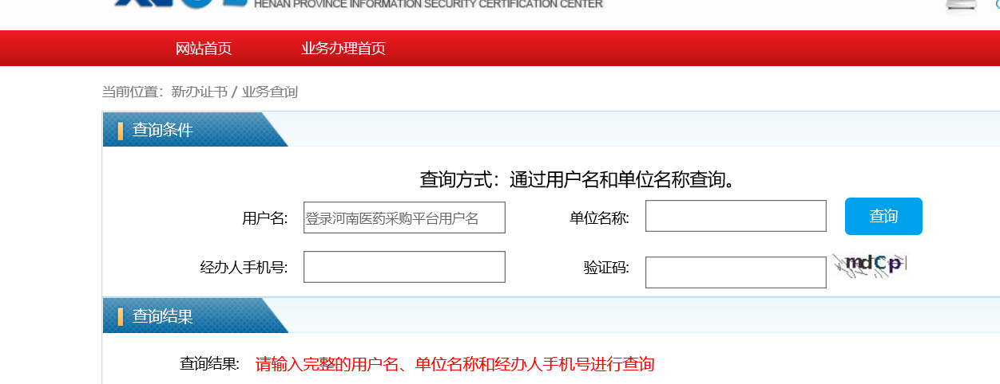 HENAN PROVINCE INFORMATION SECURITY CERTIFICATION CENTER
网站首页 业务办理首页
当前位置：新办证书 / 业务查询
查询条件
查询方式：通过用户名和单位名称查询。
用户名: 登录河南医药采购平台用户名 单位名称: 查询
经办人手机号: 验证码: mdCp
查询结果
查询结果: 请输入完整的用户名、单位名称和经办人手机号进行查询